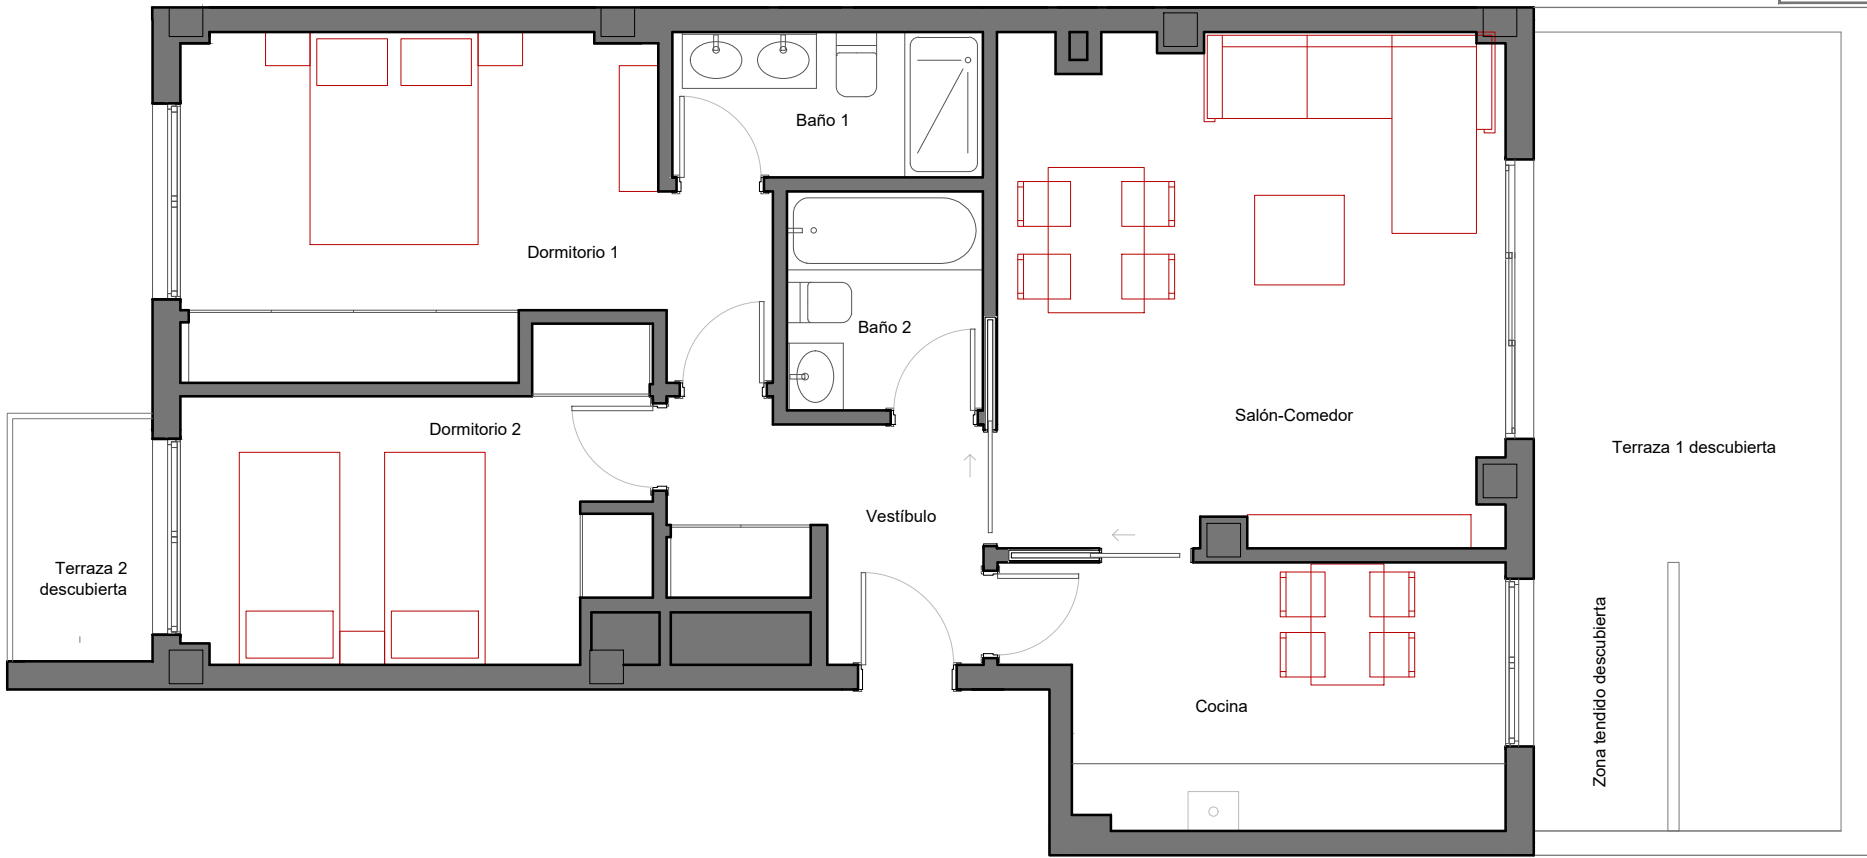 Baño 1
Dormitorio 1
Baño 2
Salón-Comedor
Dormitorio 2
Terraza 1 descubierta
Vestíbulo
Terraza 2
descubierta
Zona tendido descubierta
Cocina